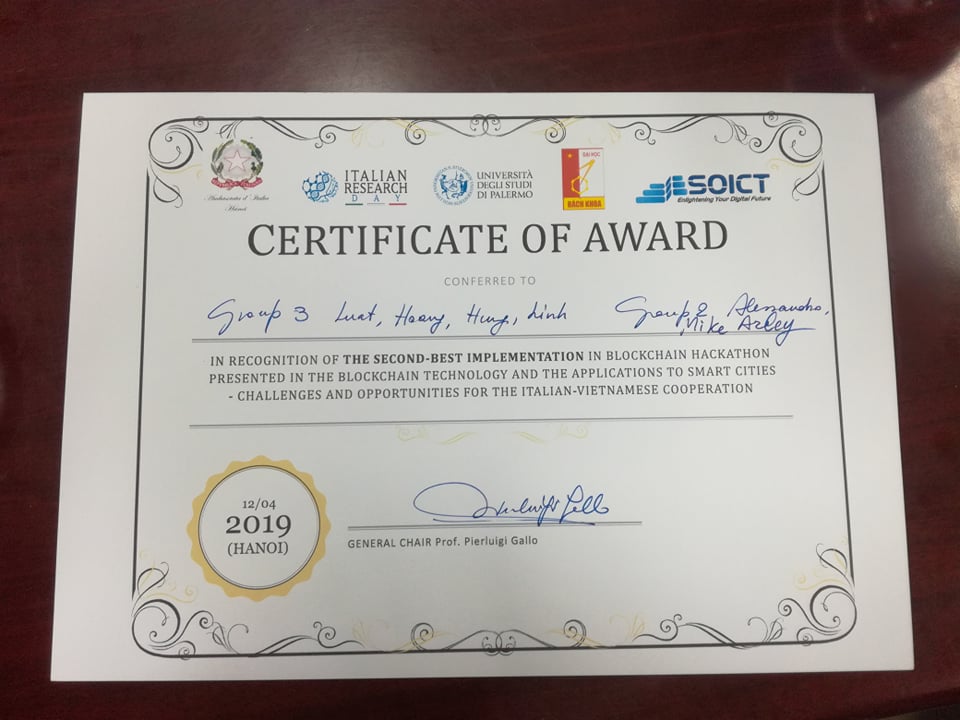 Ambasciata d'Italia
Hanoi
ITALIAN
RESEARCH
DAY
UNIVERSITÀ
DEGLI STUDI
DI PALERMO
ĐẠI HỌC
BÁCH KHOA
SOICT
Enlightening Your Digital Future
CERTIFICATE OF AWARD
CONFERRED TO
Group 3 Luat, Hoang, Hung, Linh Group 2 Alessandro,
Mike Arley
IN RECOGNITION OF THE SECOND-BEST IMPLEMENTATION IN BLOCKCHAIN HACKATHON
PRESENTED IN THE BLOCKCHAIN TECHNOLOGY AND THE APPLICATIONS TO SMART CITIES
- CHALLENGES AND OPPORTUNITIES FOR THE ITALIAN-VIETNAMESE COOPERATION
12/04
2019
(HANOI)
GENERAL CHAIR Prof. Pierluigi Gallo